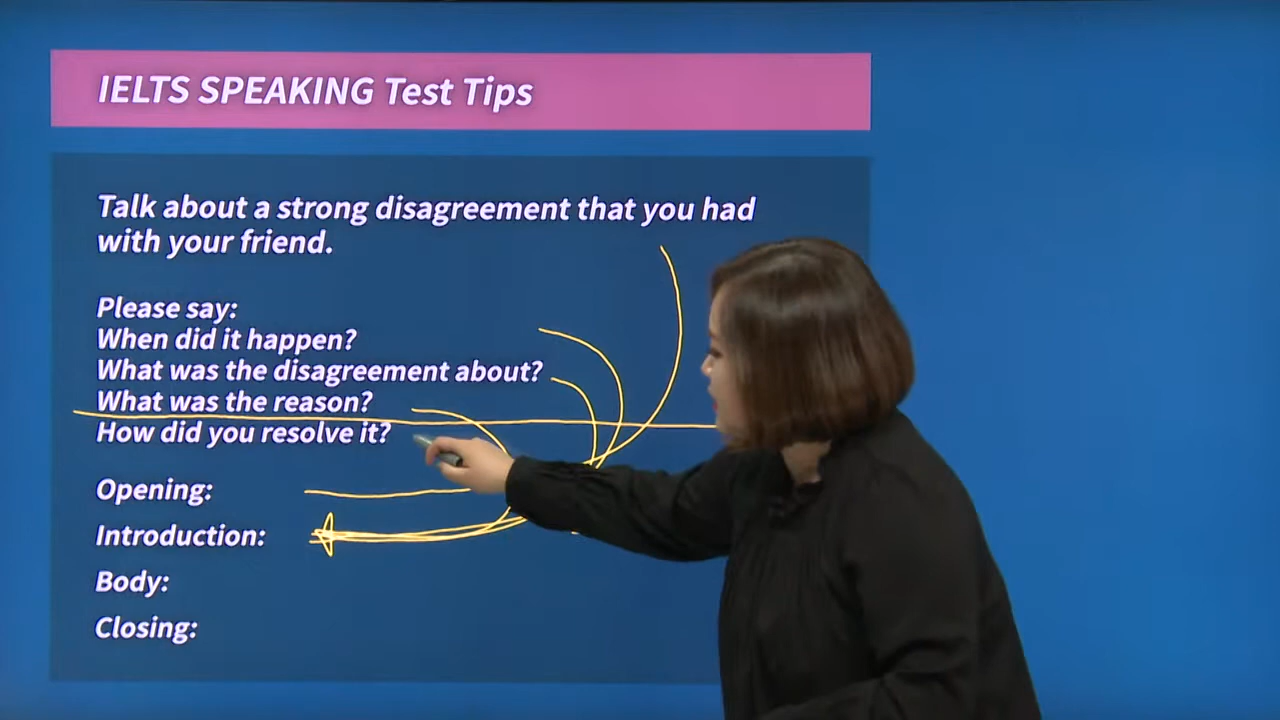 IELTS SPEAKING Test Tips
Talk about a strong disagreement that you had
with your friend.
Please say:
When did it happen?
What was the disagreement about?
What was the reason?
How did you resolve it?
Opening:
Introduction:
Body:
Closing: